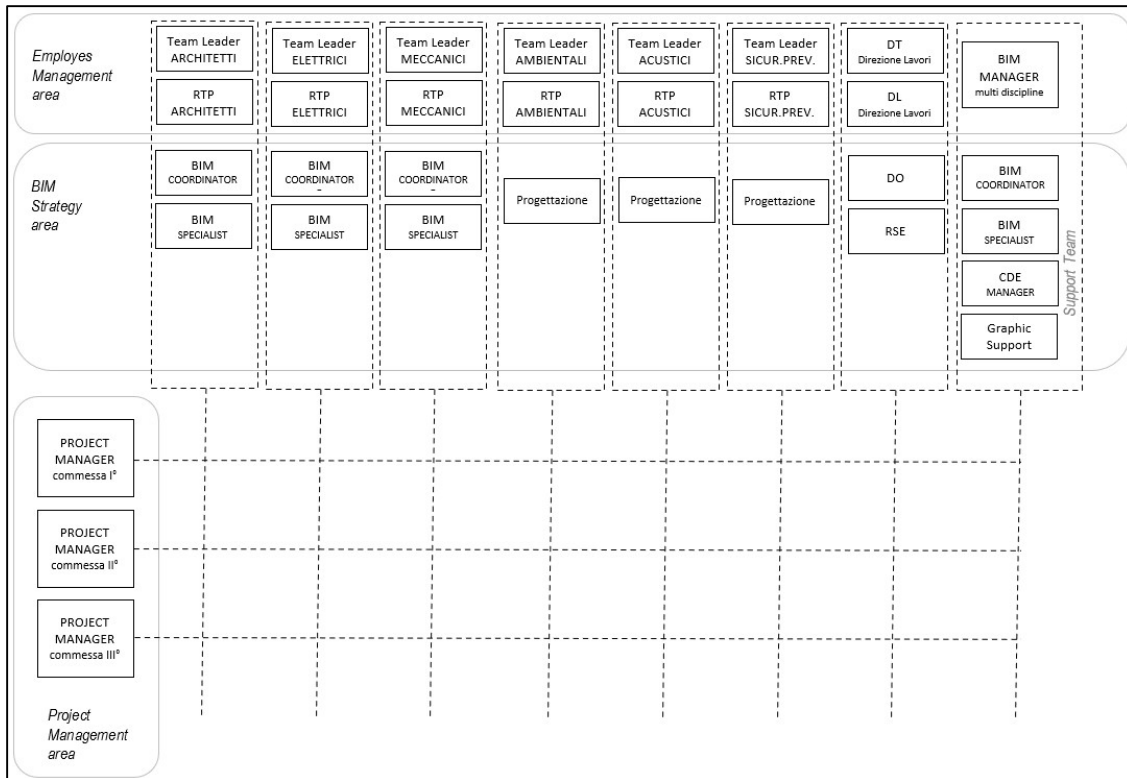 Employes
Management
area
Team Leader
ARCHITETTI
RTP
ARCHITETTI
Team Leader
ELETTRICI
RTP
ELETTRICI
Team Leader
MECCANICI
RTP
MECCANICI
Team Leader
AMBIENTALI
RTP
AMBIENTALI
Team Leader
ACUSTICI
RTP
ACUSTICI
Team Leader
SICUR.PREV.
RTP
SICUR.PREV.
DT
Direzione Lavori
DL
Direzione Lavori
BIM
MANAGER
multi discipline
BIM
Strategy
area
BIM
COORDINATOR
BIM
SPECIALIST
BIM
COORDINATOR
-
BIM
SPECIALIST
BIM
COORDINATOR
-
BIM
SPECIALIST
Progettazione
Progettazione
Progettazione
DO
RSE
BIM
COORDINATOR
BIM
SPECIALIST
CDE
MANAGER
Graphic
Support
Support Team
PROJECT
MANAGER
commessa I°
PROJECT
MANAGER
commessa II°
PROJECT
MANAGER
commessa III°
Project
Management
area